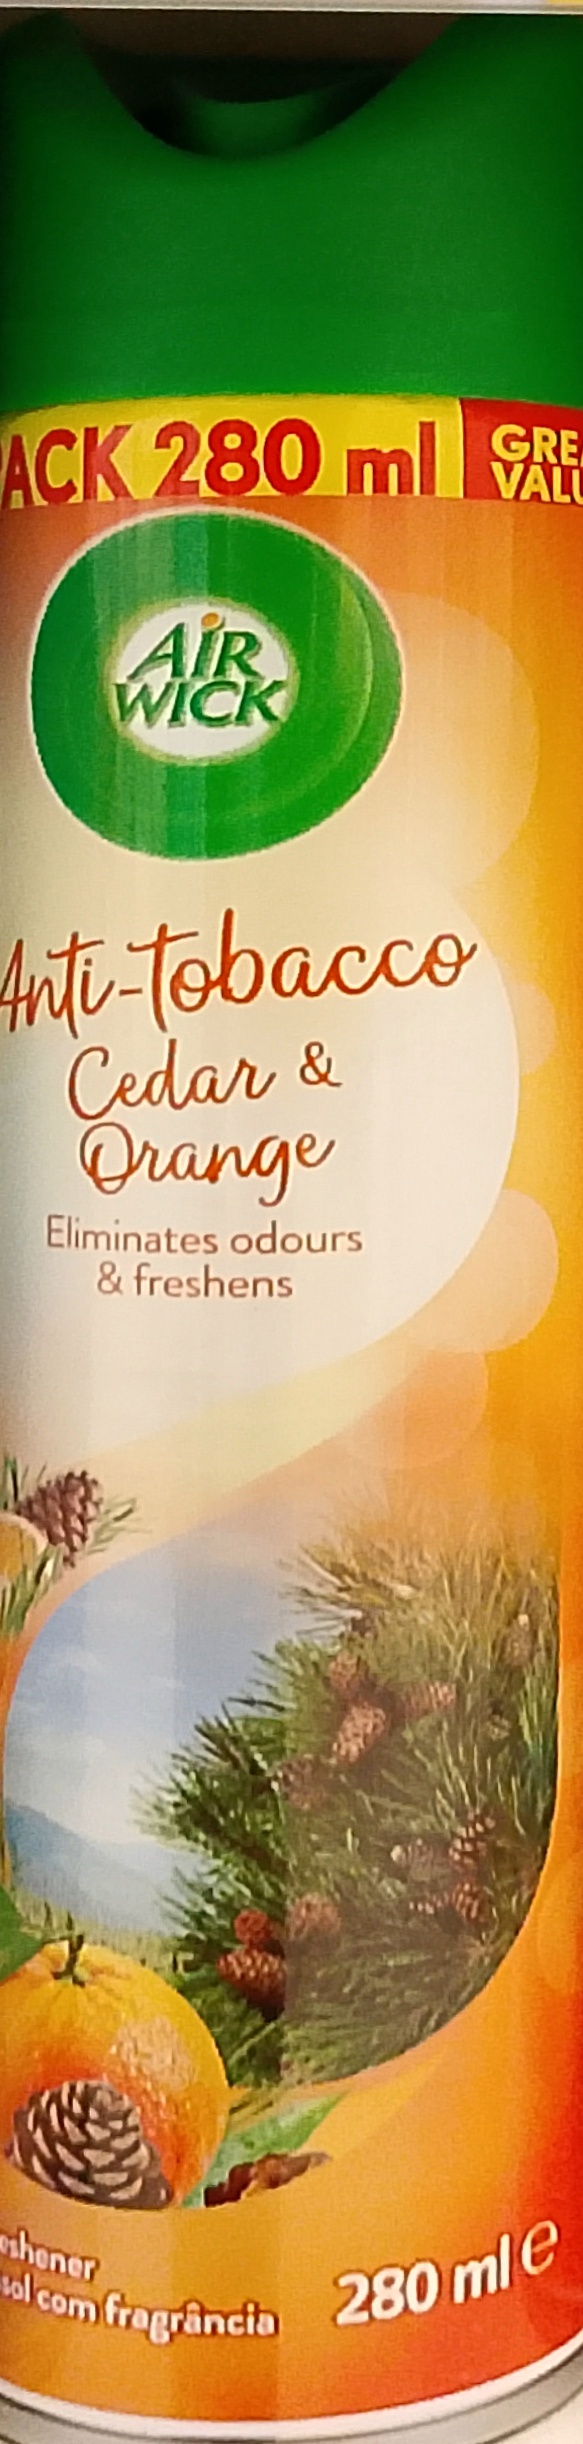 PACK 280 ml
GREA
VALU
AIR
WICK
Anti-tobacco
Cedar &
Orange
Eliminates odours
& freshens
eshener
sol com fragrância
280 ml e